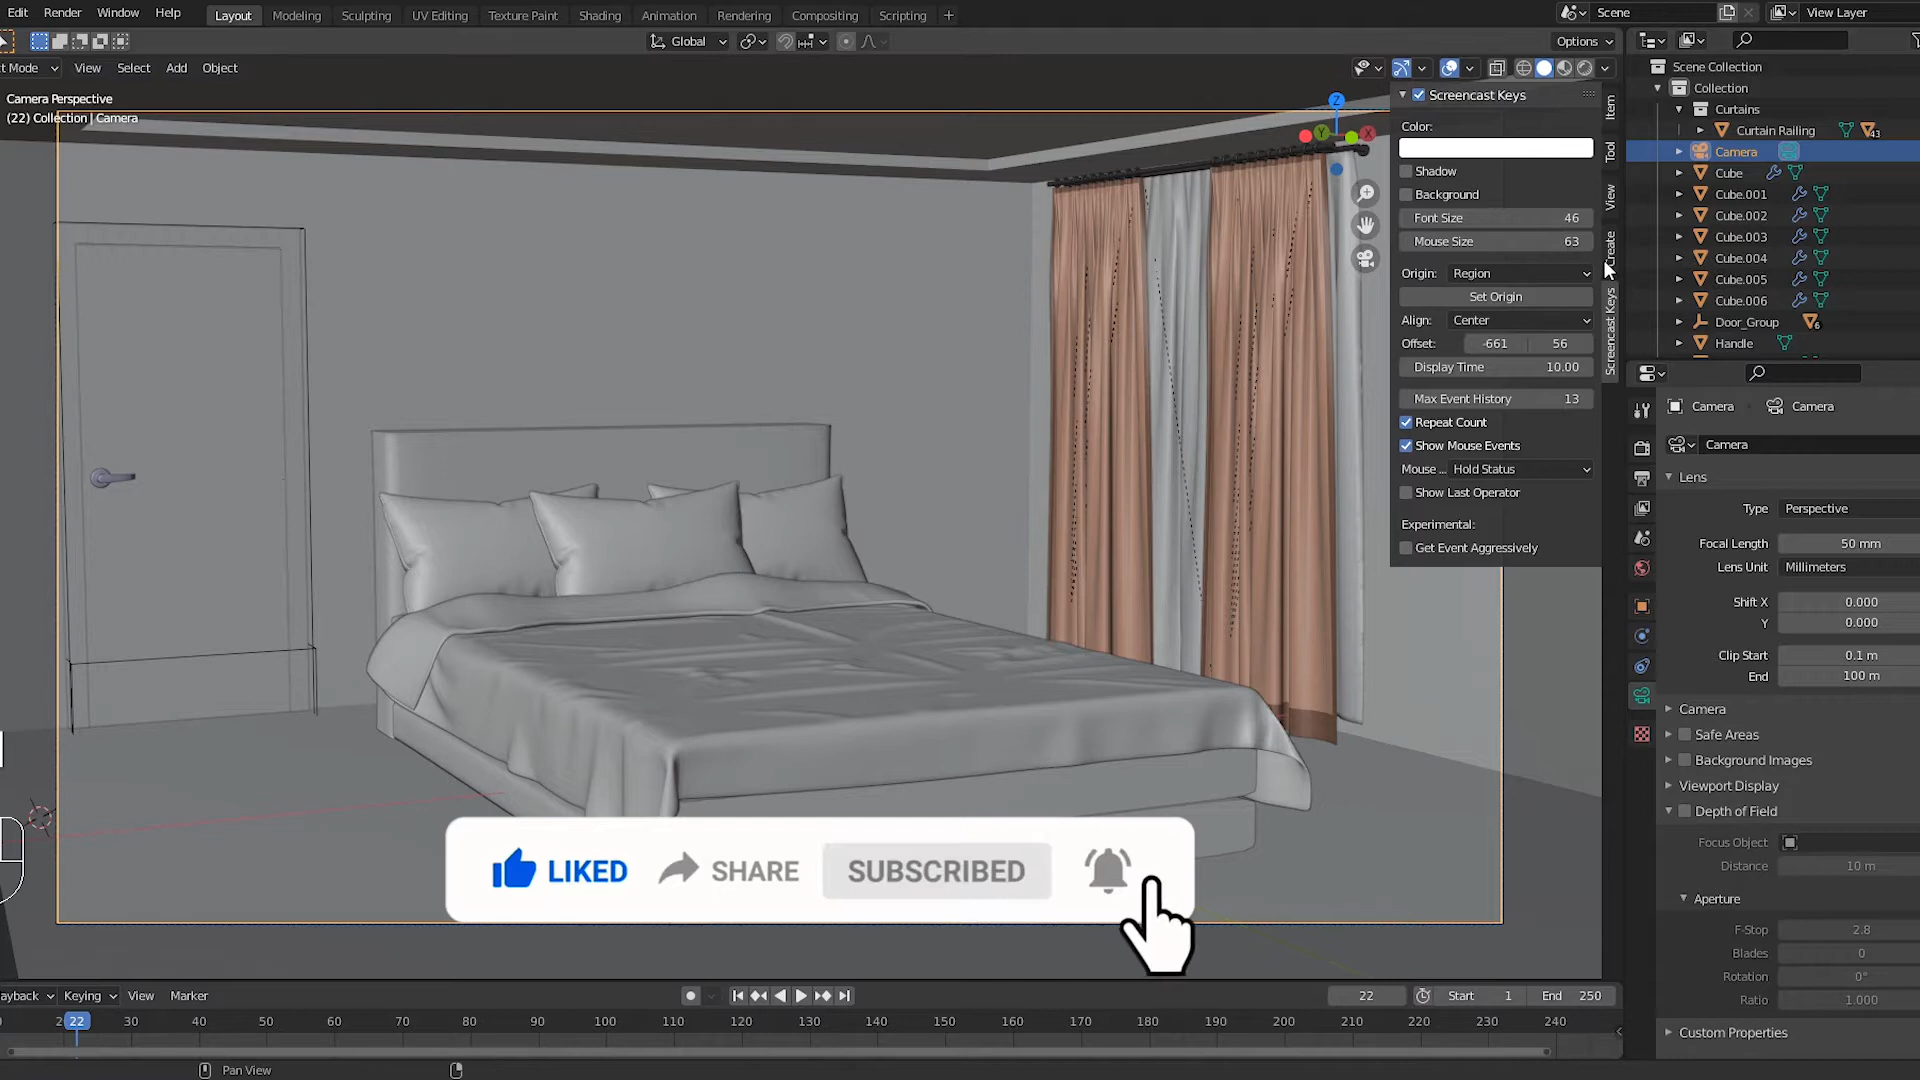 Edit Render Window Help Layout Modeling Sculpting UV Editing Texture Paint Shading Animation Rendering Compositing Scripting + Scene View Layer
Global Options
ct Mode View Select Add Object
Camera Perspective
(22) Collection | Camera
Z
Y
X
Screencast Keys
Color:
Shadow
Background
Font Size 46
Mouse Size 63
Origin: Region
Set Origin
Align: Center
Offset: -661 56
Display Time 10.00
Max Event History 13
Repeat Count
Show Mouse Events
Mouse ... Hold Status
Show Last Operator
Experimental:
Get Event Aggressively
Item
Tool
View
Create
Screencast Keys
Scene Collection
Collection
Curtains
Curtain Railing 43
Camera
Cube
Cube.001
Cube.002
Cube.003
Cube.004
Cube.005
Cube.006
Door_Group 6
Handle
Camera Camera
Camera
Lens
Type Perspective
Focal Length 50 mm
Lens Unit Millimeters
Shift X 0.000
Y 0.000
Clip Start 0.1 m
End 100 m
Camera
Safe Areas
Background Images
Viewport Display
Depth of Field
Focus Object
Distance 10 m
Aperture
F-Stop 2.8
Blades 0
Rotation 0°
Ratio 1.000
Custom Properties
LIKED SHARE SUBSCRIBED
ayback Keying View Marker 22 Start 1 End 250
22 30 40 50 60 70 80 90 100 110 120 130 140 150 160 170 180 190 200 210 220 230 240
Pan View